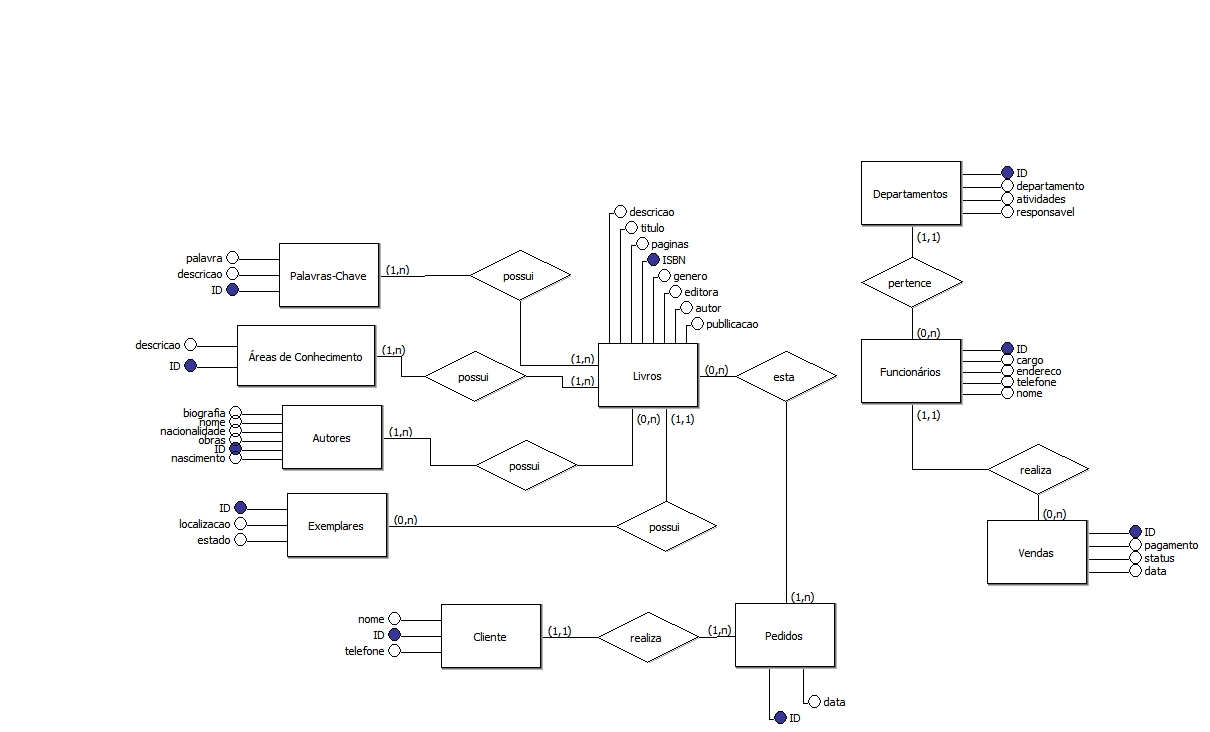 ID
Departamentos
departamento
atividades
responsavel
(1,1)
pertence
(0,n)
descricao
titulo
paginas
ISBN
genero
editora
autor
publlicacao
palavra
descricao
ID
Palavras-Chave
(1,n)
possui
(1,n)
descricao
ID
Áreas de Conhecimento
(1,n)
possui
(1,n)
Livros
(0,n)
esta
Funcionários
ID
cargo
endereco
telefone
nome
(1,1)
biografia
nome
nacionalidade
obras
ID
nascimento
Autores
(1,n)
possui
(0,n)
(1,1)
realiza
(0,n)
ID
localizacao
estado
Exemplares
(0,n)
possui
Vendas
ID
pagamento
status
data
nome
ID
telefone
Cliente
(1,1)
realiza
(1,n)
(1,n)
Pedidos
data
ID